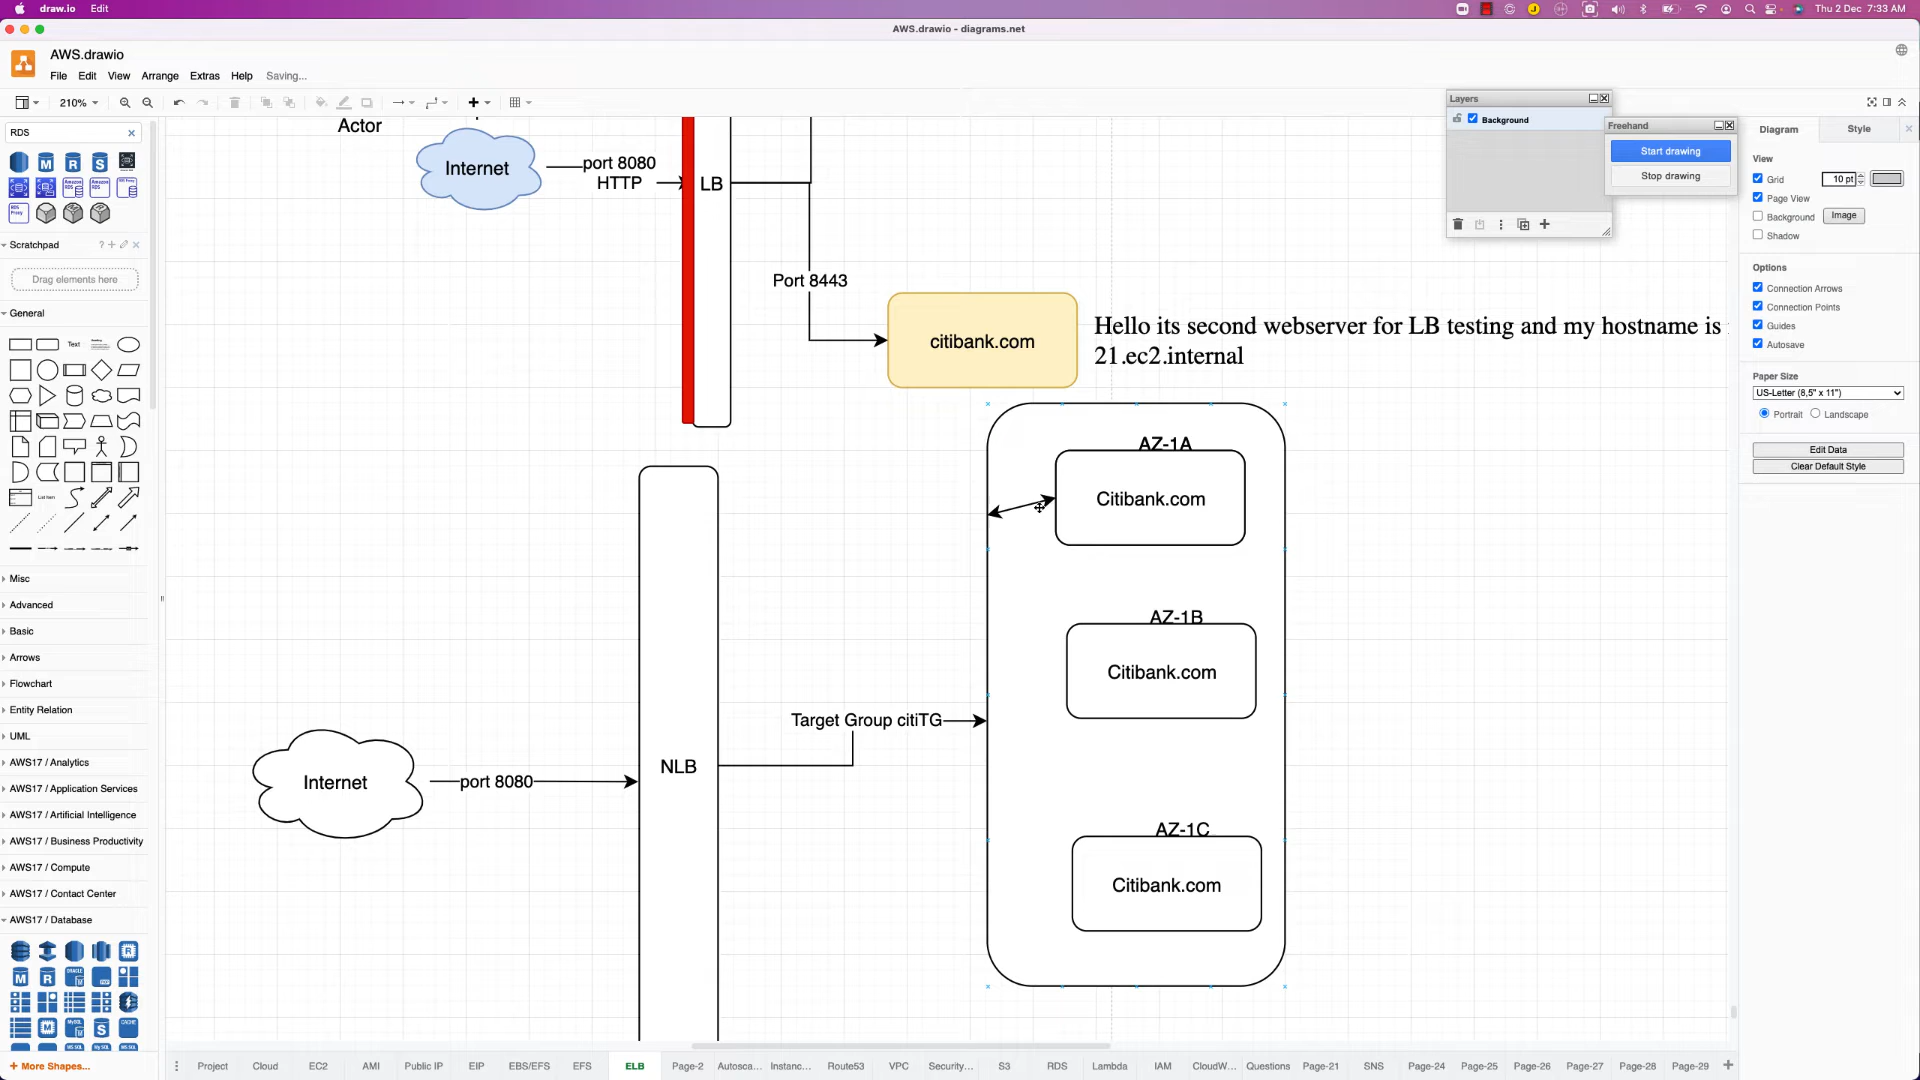 draw.io Edit
Thu 2 Dec 7:33 AM
AWS.drawio - diagrams.net
AWS.drawio
File Edit View Arrange Extras Help Saving...
210%
RDS
Scratchpad
Drag elements here
General
Text
Heading
List Item
Misc
Advanced
Basic
Arrows
Flowchart
Entity Relation
UML
AWS17 / Analytics
AWS17 / Application Services
AWS17 / Artificial Intelligence
AWS17 / Business Productivity
AWS17 / Compute
AWS17 / Contact Center
AWS17 / Database
+ More Shapes...
Actor
Internet
port 8080
HTTP
LB
Port 8443
citibank.com
Hello its second webserver for LB testing and my hostname is
21.ec2.internal
AZ-1A
Citibank.com
AZ-1B
Citibank.com
Target Group citiTG
NLB
Internet
port 8080
AZ-1C
Citibank.com
Layers
Background
Freehand
Start drawing
Stop drawing
Diagram Style
View
Grid 10 pt
Page View
Background Image
Shadow
Options
Connection Arrows
Connection Points
Guides
Autosave
Paper Size
US-Letter (8,5" x 11")
Portrait Landscape
Edit Data
Clear Default Style
Project Cloud EC2 AMI Public IP EIP EBS/EFS EFS ELB Page-2 Autosca... Instanc... Route53 VPC Security... S3 RDS Lambda IAM CloudW... Questions Page-21 SNS Page-24 Page-25 Page-26 Page-27 Page-28 Page-29